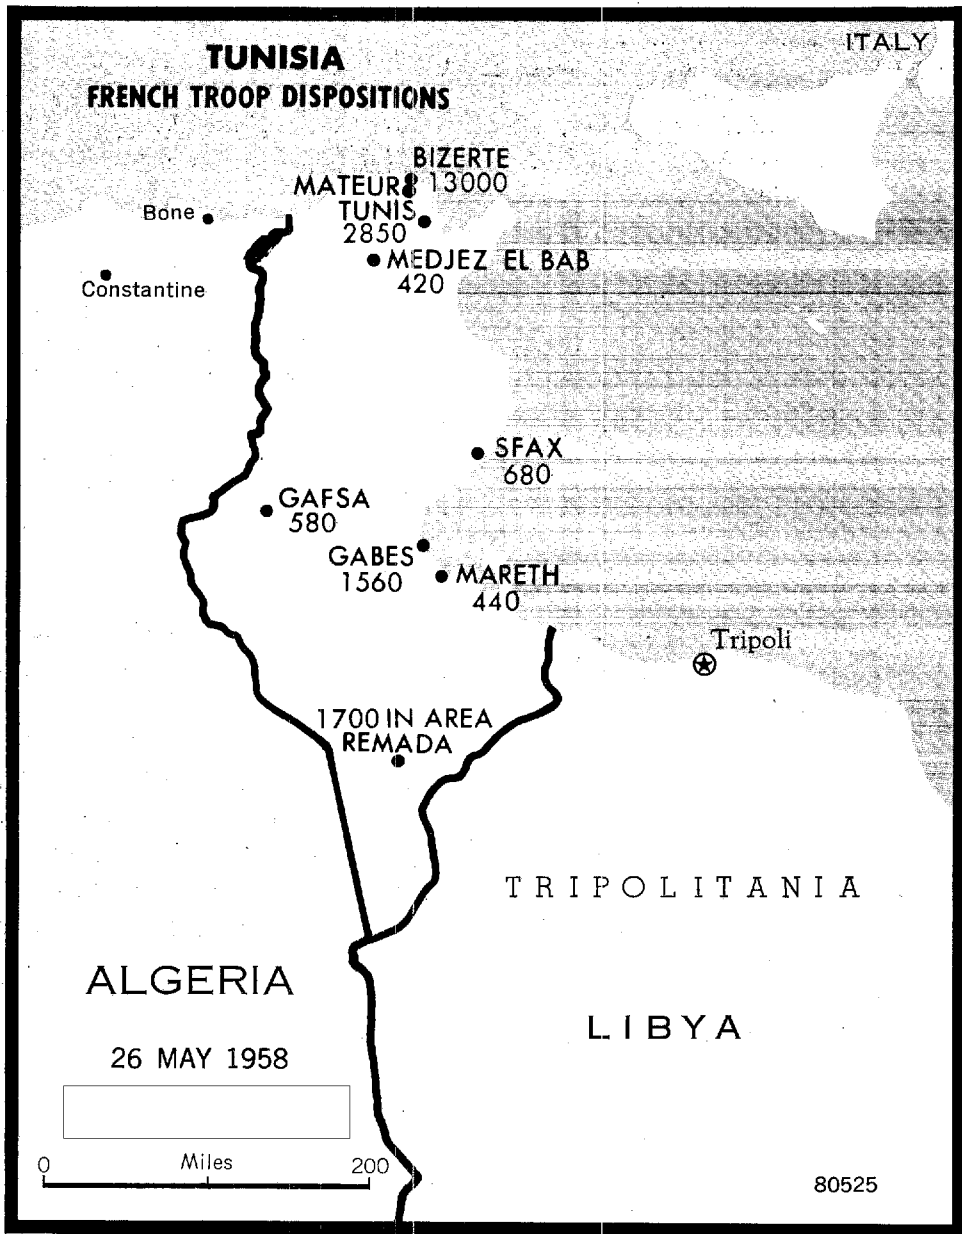 TUNISIA
FRENCH TROOP DISPOSITIONS
ITALY
BIZERTE
MATEUR 13000
Bone
TUNIS
2850
MEDJEZ EL BAB
420
Constantine
SFAX
680
GAFSA
580
GABES
1560
MARETH
440
Tripoli
1700 IN AREA
REMADA
TRIPOLITANIA
ALGERIA
LIBYA
26 MAY 1958
0 Miles 200
80525